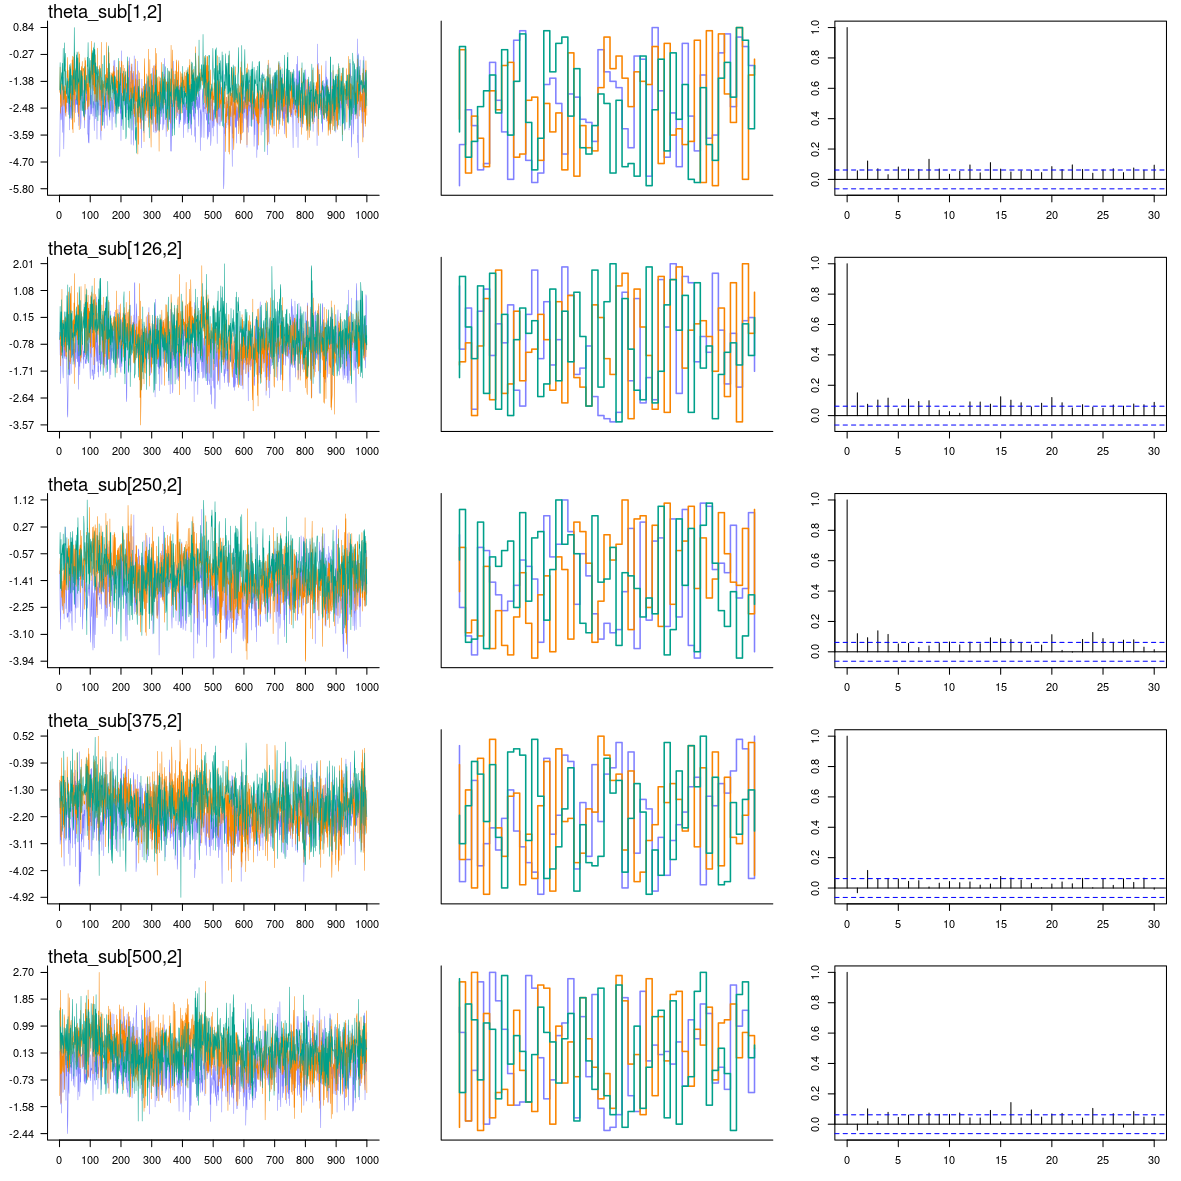 theta_sub[1,2]
0.84
-0.27
-1.38
-2.48
-3.59
-4.70
-5.80
0 100 200 300 400 500 600 700 800 900 1000
0.0 0.2 0.4 0.6 0.8 1.0
0 5 10 15 20 25 30
theta_sub[126,2]
2.01
1.08
0.15
-0.78
-1.71
-2.64
-3.57
0 100 200 300 400 500 600 700 800 900 1000
0.0 0.2 0.4 0.6 0.8 1.0
0 5 10 15 20 25 30
theta_sub[250,2]
1.12
0.27
-0.57
-1.41
-2.25
-3.10
-3.94
0 100 200 300 400 500 600 700 800 900 1000
0.0 0.2 0.4 0.6 0.8 1.0
0 5 10 15 20 25 30
theta_sub[375,2]
0.52
-0.39
-1.30
-2.20
-3.11
-4.02
-4.92
0 100 200 300 400 500 600 700 800 900 1000
0.0 0.2 0.4 0.6 0.8 1.0
0 5 10 15 20 25 30
theta_sub[500,2]
2.70
1.85
0.99
0.13
-0.73
-1.58
-2.44
0 100 200 300 400 500 600 700 800 900 1000
0.0 0.2 0.4 0.6 0.8 1.0
0 5 10 15 20 25 30